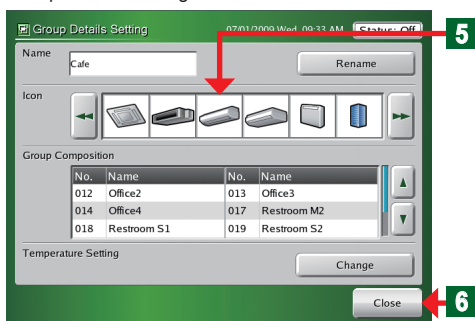 Group Details Setting 07/01/2009 Wed 09:33 AM Status: Off
5
Name
Cafe
Rename
Icon
Group Composition
No. Name No. Name
012 Office2 013 Office3
014 Office4 017 Restroom M2
018 Restroom S1 019 Restroom S2
Temperature Setting
Change
Close
6